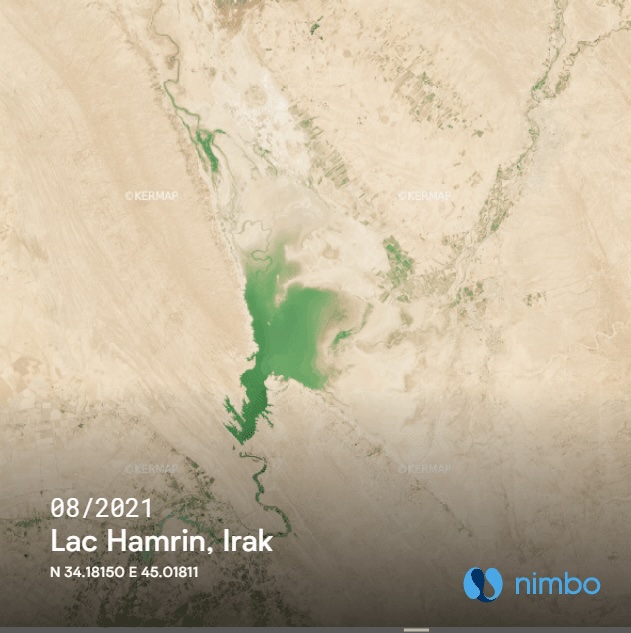 ©KERMAP ©KERMAP
©KERMAP ©KERMAP
08/2021
Lac Hamrin, Irak
N 34.18150 E 45.01811
nimbo